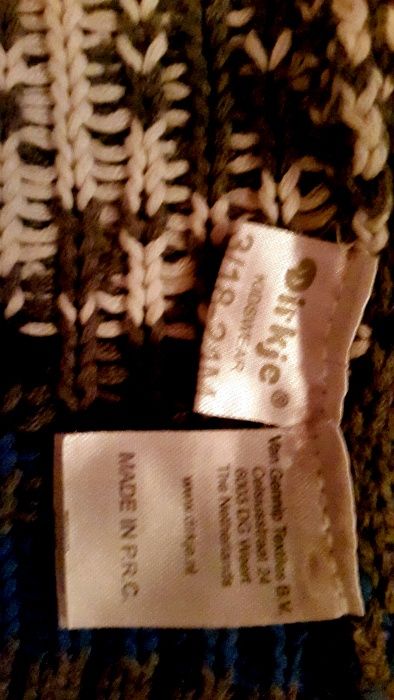 Dirkje®
KIDSWEAR
Van Gennip Textiles B.V.
Celsiusstraat 24
6003 DG Weert
The Netherlands
www.dirkje.nl
MADE IN P.R.C.